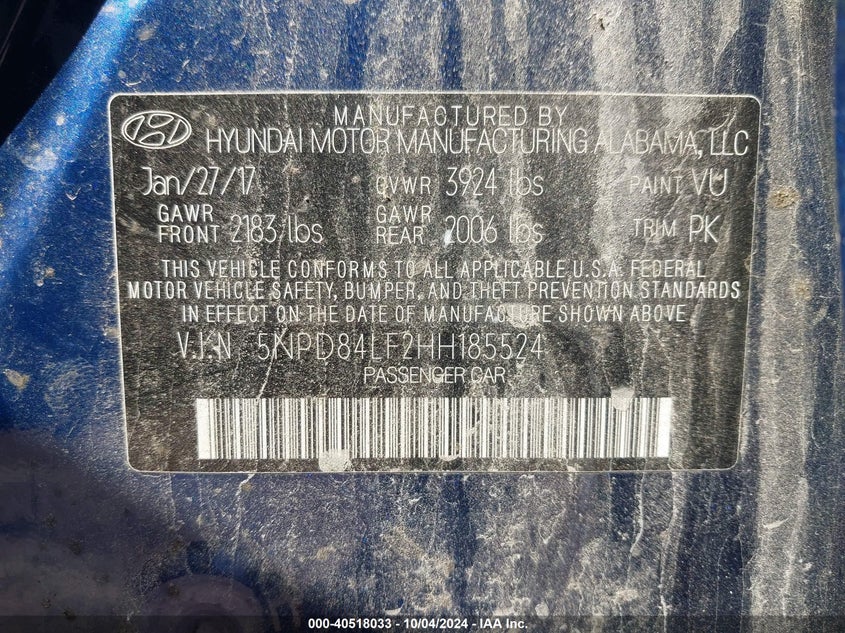 MANUFACTURED BY
HYUNDAI MOTOR MANUFACTURING ALABAMA, LLC
Jan/27/17 GVWR 3924 lbs PAINT VU
GAWR FRONT 2183/lbs GAWR REAR 2006 lbs TRIM PK
THIS VEHICLE CONFORMS TO ALL APPLICABLE U.S.A. FEDERAL
MOTOR VEHICLE SAFETY, BUMPER, AND THEFT PREVENTION STANDARDS
IN EFFECT ON THE DATE OF MANUFACTURE SHOWN ABOVE.
V.I.N 5NPD84LF2HH185524
PASSENGER CAR
000-40518033 - 10/04/2024 - IAA Inc.